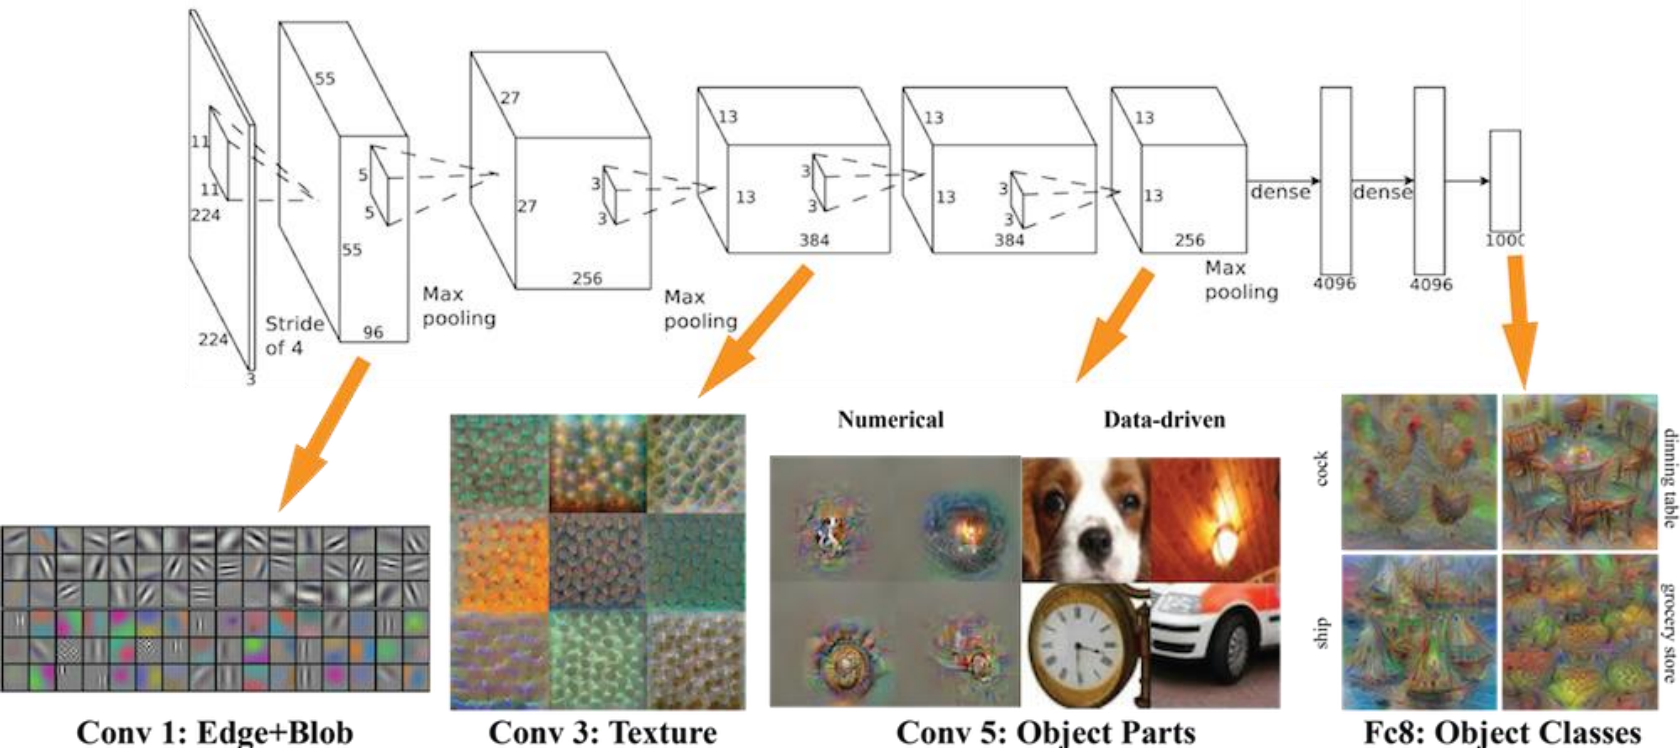 55
27
13
13
13
11
5
3
3
3
11
5
3
3
3
224
55
27
13
13
13
dense
dense
96
256
384
384
256
1000
4096
4096
224
3
Stride
of 4
Max
pooling
Max
pooling
Max
pooling
Numerical
Data-driven
cock
dinning table
ship
grocery store
Conv 1: Edge+Blob
Conv 3: Texture
Conv 5: Object Parts
Fc8: Object Classes